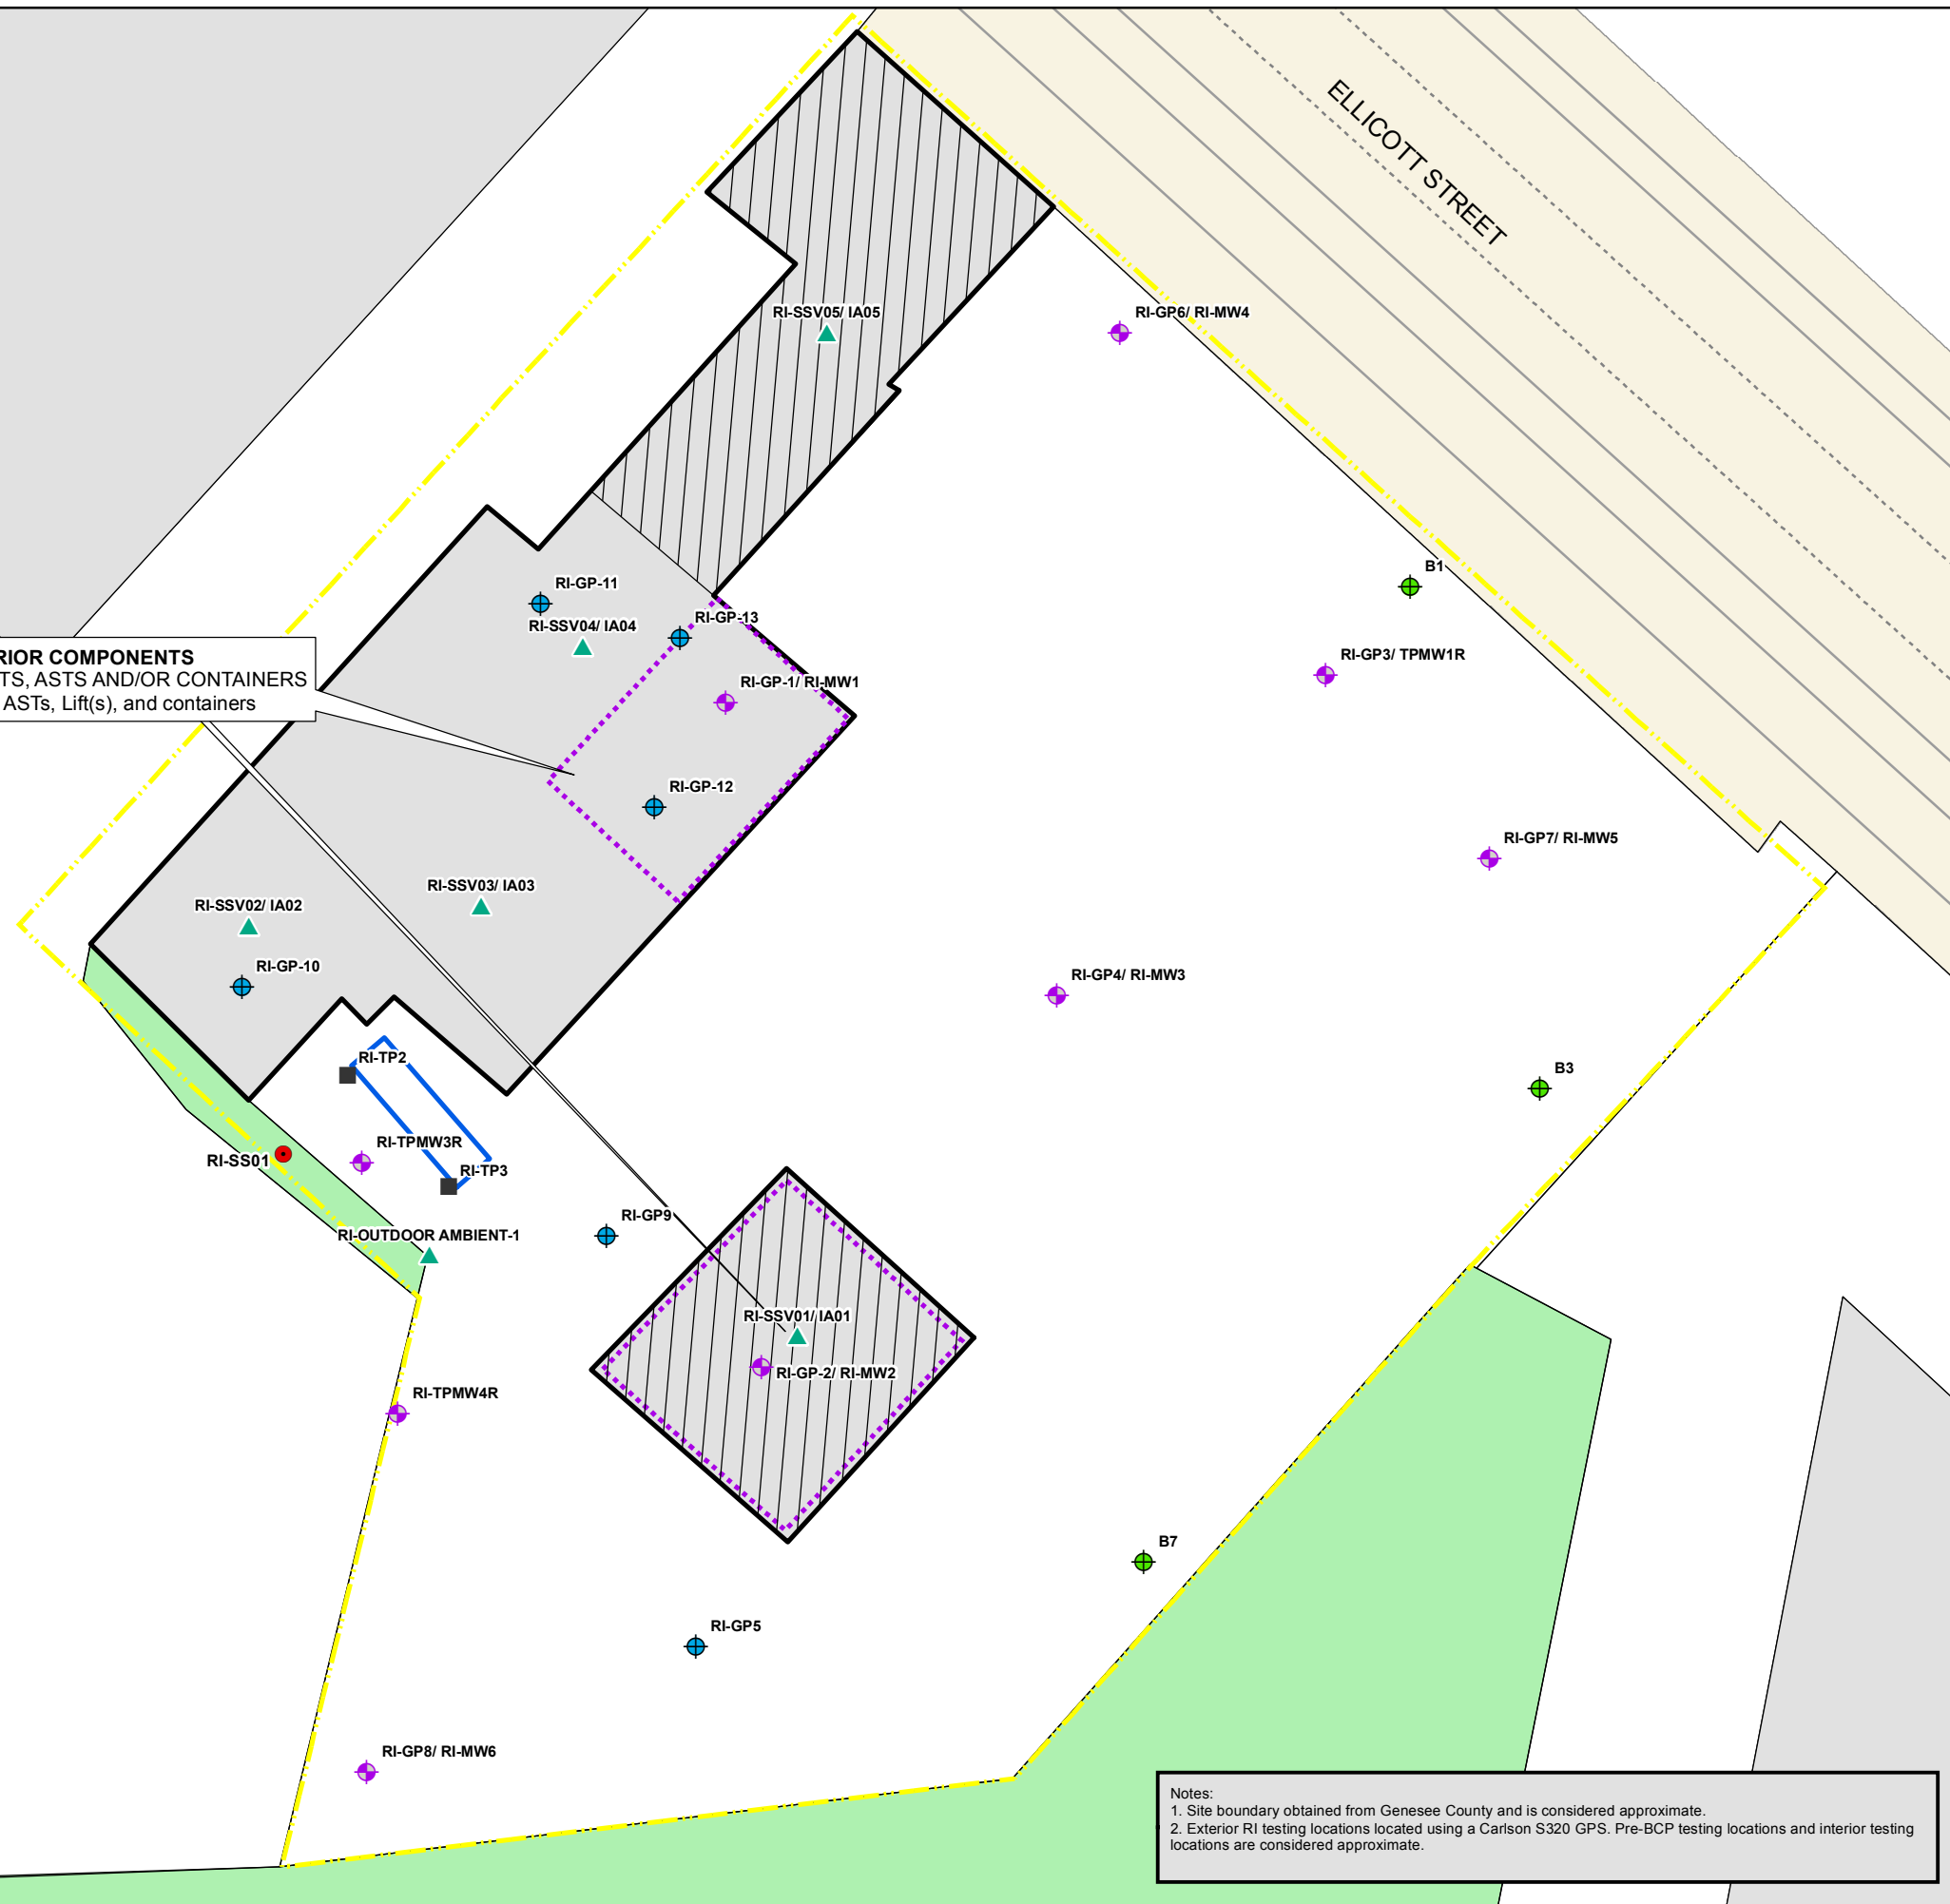 ELLICOTT STREET
RI-SSV05/ IA05
RI-GP6/ RI-MW4
B1
RI-GP-11
RI-GP-13
RI-SSV04/ IA04
RI-GP3/ TPMW1R
RIOR COMPONENTS
TS, ASTS AND/OR CONTAINERS
ASTs, Lift(s), and containers
RI-GP-1/ RI-MW1
RI-GP-12
RI-GP7/ RI-MW5
RI-SSV03/ IA03
RI-SSV02/ IA02
RI-GP-10
RI-GP4/ RI-MW3
RI-TP2
B3
RI-TPMW3R
RI-SS01
RI-TP3
RI-GP9
RI-OUTDOOR AMBIENT-1
RI-SSV01/ IA01
RI-GP-2/ RI-MW2
RI-TPMW4R
B7
RI-GP5
RI-GP8/ RI-MW6
Notes:
1. Site boundary obtained from Genesee County and is considered approximate.
2. Exterior RI testing locations located using a Carlson S320 GPS. Pre-BCP testing locations and interior testing
locations are considered approximate.